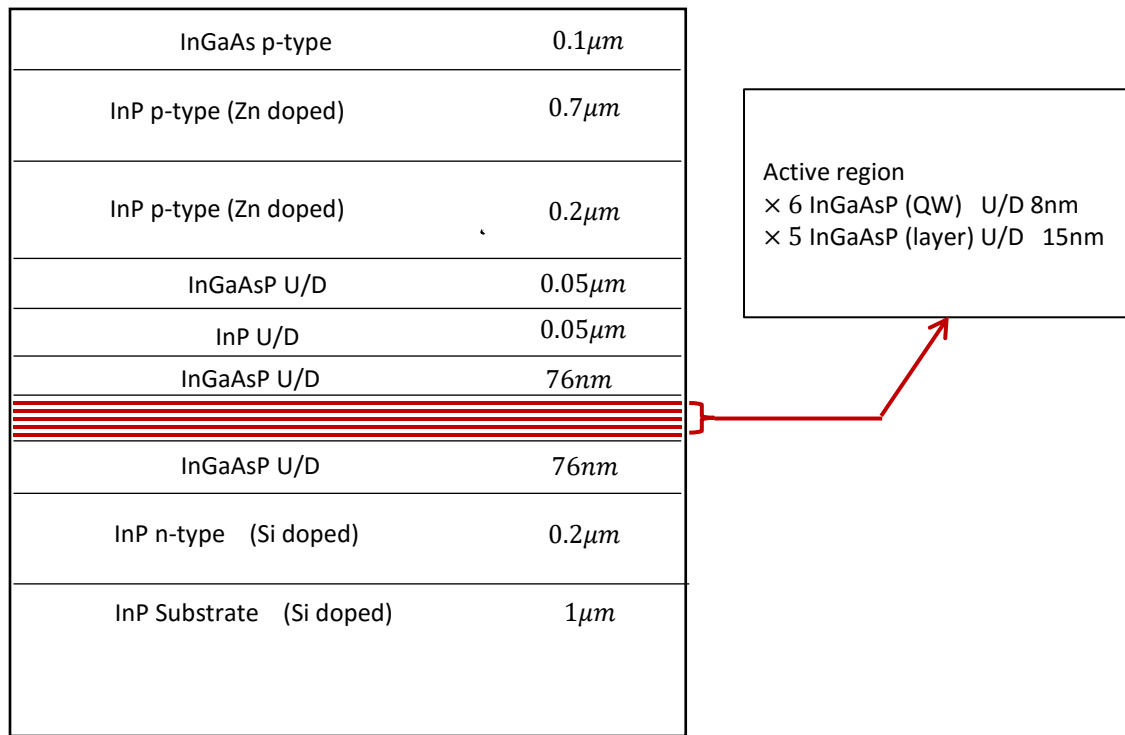 InGaAs p-type 0.1μm
InP p-type (Zn doped) 0.7μm
InP p-type (Zn doped) 0.2μm
InGaAsP U/D 0.05μm
InP U/D 0.05μm
InGaAsP U/D 76nm
InGaAsP U/D 76nm
InP n-type (Si doped) 0.2μm
InP Substrate (Si doped) 1μm
Active region
× 6 InGaAsP (QW) U/D 8nm
× 5 InGaAsP (layer) U/D 15nm